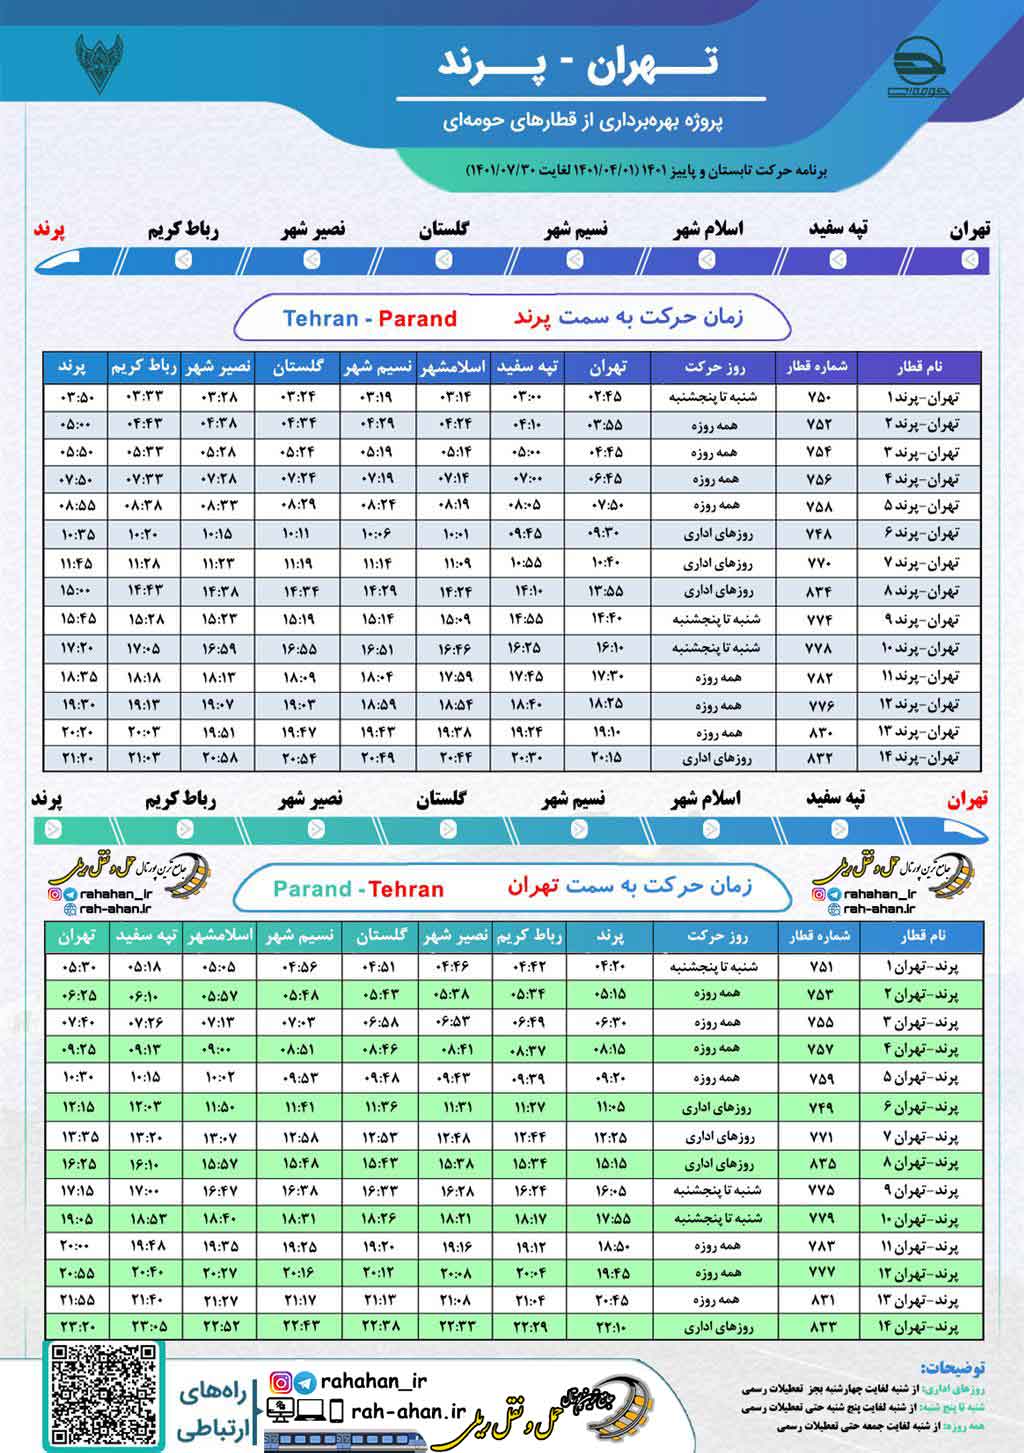 تهران - پرند
پروژه بهره‌برداری از قطارهای حومه‌ای
برنامه حرکت تابستان و پاییز ۱۴۰۱ (۱۴۰۱/۰۴/۰۱ لغایت ۱۴۰۱/۰۷/۳۰)
حومه‌ای
تهران تپه سفید اسلام شهر نسیم شهر گلستان نصیر شهر رباط کریم پرند
زمان حرکت به سمت پرند Tehran - Parand
نام قطار شماره قطار روز حرکت تهران تپه سفید اسلامشهر نسیم شهر گلستان نصیر شهر رباط کریم پرند
تهران-پرند ۱ ۷۵۰ شنبه تا پنجشنبه ۰۲:۴۵ ۰۳:۰۰ ۰۳:۱۴ ۰۳:۱۹ ۰۳:۲۴ ۰۳:۲۸ ۰۳:۳۳ ۰۳:۵۰
تهران-پرند ۲ ۷۵۲ همه روزه ۰۳:۵۵ ۰۴:۱۰ ۰۴:۲۴ ۰۴:۲۹ ۰۴:۳۴ ۰۴:۳۸ ۰۴:۴۳ ۰۵:۰۰
تهران-پرند ۳ ۷۵۴ همه روزه ۰۴:۴۵ ۰۵:۰۰ ۰۵:۱۴ ۰۵:۱۹ ۰۵:۲۴ ۰۵:۲۸ ۰۵:۳۳ ۰۵:۵۰
تهران-پرند ۴ ۷۵۶ همه روزه ۰۶:۴۵ ۰۷:۰۰ ۰۷:۱۴ ۰۷:۱۹ ۰۷:۲۴ ۰۷:۲۸ ۰۷:۳۳ ۰۷:۵۰
تهران-پرند ۵ ۷۵۸ همه روزه ۰۷:۵۰ ۰۸:۰۵ ۰۸:۱۹ ۰۸:۲۴ ۰۸:۲۹ ۰۸:۳۳ ۰۸:۳۸ ۰۸:۵۵
تهران-پرند ۶ ۷۴۸ روزهای اداری ۰۹:۳۰ ۰۹:۴۵ ۱۰:۰۱ ۱۰:۰۶ ۱۰:۱۱ ۱۰:۱۵ ۱۰:۲۰ ۱۰:۳۵
تهران-پرند ۷ ۷۷۰ روزهای اداری ۱۰:۴۰ ۱۰:۵۵ ۱۱:۰۹ ۱۱:۱۴ ۱۱:۱۹ ۱۱:۲۳ ۱۱:۲۸ ۱۱:۴۵
تهران-پرند ۸ ۸۳۴ روزهای اداری ۱۳:۵۵ ۱۴:۱۰ ۱۴:۲۴ ۱۴:۲۹ ۱۴:۳۴ ۱۴:۳۸ ۱۴:۴۳ ۱۵:۰۰
تهران-پرند ۹ ۷۷۴ شنبه تا پنجشنبه ۱۴:۴۰ ۱۴:۵۵ ۱۵:۰۹ ۱۵:۱۴ ۱۵:۱۹ ۱۵:۲۳ ۱۵:۲۸ ۱۵:۴۵
تهران-پرند ۱۰ ۷۷۸ شنبه تا پنجشنبه ۱۶:۱۰ ۱۶:۲۵ ۱۶:۴۶ ۱۶:۵۱ ۱۶:۵۵ ۱۶:۵۹ ۱۷:۰۵ ۱۷:۲۰
تهران-پرند ۱۱ ۷۸۲ همه روزه ۱۷:۳۰ ۱۷:۴۵ ۱۷:۵۹ ۱۸:۰۴ ۱۸:۰۹ ۱۸:۱۳ ۱۸:۱۸ ۱۸:۳۵
تهران-پرند ۱۲ ۷۷۶ همه روزه ۱۸:۲۵ ۱۸:۴۰ ۱۸:۵۴ ۱۸:۵۹ ۱۹:۰۳ ۱۹:۰۷ ۱۹:۱۳ ۱۹:۳۰
تهران-پرند ۱۳ ۸۳۰ همه روزه ۱۹:۱۰ ۱۹:۲۴ ۱۹:۳۸ ۱۹:۴۳ ۱۹:۴۷ ۱۹:۵۱ ۲۰:۰۳ ۲۰:۲۰
تهران-پرند ۱۴ ۸۳۲ روزهای اداری ۲۰:۱۵ ۲۰:۳۰ ۲۰:۴۴ ۲۰:۴۹ ۲۰:۵۴ ۲۰:۵۸ ۲۱:۰۳ ۲۱:۲۰
تهران تپه سفید اسلام شهر نسیم شهر گلستان نصیر شهر رباط کریم پرند
جامع ترین پورتال حمل و نقل ریلی
rahahan_ir
rah-ahan.ir
زمان حرکت به سمت تهران Parand - Tehran
جامع ترین پورتال حمل و نقل ریلی
rahahan_ir
rah-ahan.ir
نام قطار شماره قطار روز حرکت پرند رباط کریم نصیر شهر گلستان نسیم شهر اسلامشهر تپه سفید تهران
پرند-تهران ۱ ۷۵۱ شنبه تا پنجشنبه ۰۴:۲۰ ۰۴:۴۲ ۰۴:۴۶ ۰۴:۵۱ ۰۴:۵۶ ۰۵:۰۵ ۰۵:۱۸ ۰۵:۳۰
پرند-تهران ۲ ۷۵۳ همه روزه ۰۵:۱۵ ۰۵:۳۴ ۰۵:۳۸ ۰۵:۴۳ ۰۵:۴۸ ۰۵:۵۷ ۰۶:۱۰ ۰۶:۲۵
پرند-تهران ۳ ۷۵۵ همه روزه ۰۶:۳۰ ۰۶:۴۹ ۰۶:۵۳ ۰۶:۵۸ ۰۷:۰۳ ۰۷:۱۳ ۰۷:۲۶ ۰۷:۴۰
پرند-تهران ۴ ۷۵۷ همه روزه ۰۸:۱۵ ۰۸:۳۷ ۰۸:۴۱ ۰۸:۴۶ ۰۸:۵۱ ۰۹:۰۰ ۰۹:۱۳ ۰۹:۲۵
پرند-تهران ۵ ۷۵۹ همه روزه ۰۹:۲۰ ۰۹:۳۹ ۰۹:۴۳ ۰۹:۴۸ ۰۹:۵۳ ۱۰:۰۲ ۱۰:۱۵ ۱۰:۳۰
پرند-تهران ۶ ۷۴۹ روزهای اداری ۱۱:۰۵ ۱۱:۲۷ ۱۱:۳۱ ۱۱:۳۶ ۱۱:۴۱ ۱۱:۵۰ ۱۲:۰۳ ۱۲:۱۵
پرند-تهران ۷ ۷۷۱ روزهای اداری ۱۲:۲۵ ۱۲:۴۴ ۱۲:۴۸ ۱۲:۵۳ ۱۲:۵۸ ۱۳:۰۷ ۱۳:۲۰ ۱۳:۳۵
پرند-تهران ۸ ۸۳۵ روزهای اداری ۱۵:۱۵ ۱۵:۳۴ ۱۵:۳۸ ۱۵:۴۳ ۱۵:۴۸ ۱۵:۵۷ ۱۶:۱۰ ۱۶:۲۵
پرند-تهران ۹ ۷۷۵ شنبه تا پنجشنبه ۱۶:۰۵ ۱۶:۲۴ ۱۶:۲۸ ۱۶:۳۳ ۱۶:۳۸ ۱۶:۴۷ ۱۷:۰۰ ۱۷:۱۵
پرند-تهران ۱۰ ۷۷۹ شنبه تا پنجشنبه ۱۷:۵۵ ۱۸:۱۷ ۱۸:۲۱ ۱۸:۲۶ ۱۸:۳۱ ۱۸:۴۰ ۱۸:۵۳ ۱۹:۰۵
پرند-تهران ۱۱ ۷۸۳ همه روزه ۱۸:۵۰ ۱۹:۱۲ ۱۹:۱۶ ۱۹:۲۰ ۱۹:۲۵ ۱۹:۳۵ ۱۹:۴۸ ۲۰:۰۰
پرند-تهران ۱۲ ۷۷۷ همه روزه ۱۹:۴۵ ۲۰:۰۴ ۲۰:۰۸ ۲۰:۱۲ ۲۰:۱۶ ۲۰:۲۷ ۲۰:۴۰ ۲۰:۵۵
پرند-تهران ۱۳ ۸۳۱ همه روزه ۲۰:۴۵ ۲۱:۰۴ ۲۱:۰۸ ۲۱:۱۳ ۲۱:۱۷ ۲۱:۲۷ ۲۱:۴۰ ۲۱:۵۵
پرند-تهران ۱۴ ۸۳۳ روزهای اداری ۲۲:۱۰ ۲۲:۲۹ ۲۲:۳۳ ۲۲:۳۸ ۲۲:۴۳ ۲۲:۵۲ ۲۳:۰۵ ۲۳:۲۰
توضیحات:
روزهای اداری: از شنبه لغایت چهارشنبه بجز تعطیلات رسمی
شنبه تا پنج شنبه: از شنبه لغایت پنج شنبه حتی تعطیلات رسمی
همه روزه: از شنبه لغایت جمعه حتی تعطیلات رسمی
حمل و نقل ریلی
rahahan_ir
rah-ahan.ir
راه‌های
ارتباطی